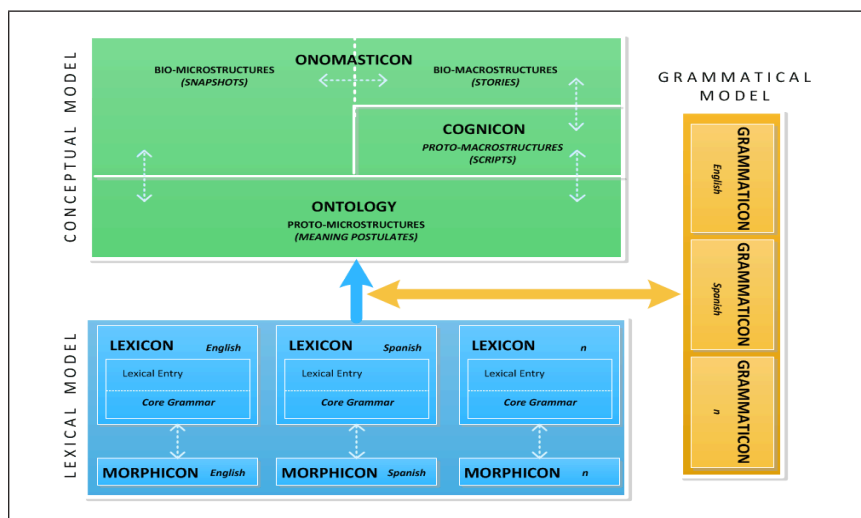 CONCEPTUAL MODEL
ONOMASTICON
BIO-MICROSTRUCTURES
(SNAPSHOTS)
BIO-MACROSTRUCTURES
(STORIES)
COGNICON
PROTO-MACROSTRUCTURES
(SCRIPTS)
ONTOLOGY
PROTO-MICROSTRUCTURES
(MEANING POSTULATES)
LEXICAL MODEL
LEXICON English
Lexical Entry
Core Grammar
MORPHICON English
LEXICON Spanish
Lexical Entry
Core Grammar
MORPHICON Spanish
LEXICON n
Lexical Entry
Core Grammar
MORPHICON n
GRAMMATICAL
MODEL
GRAMMATICON
English
GRAMMATICON
Spanish
GRAMMATICON
n